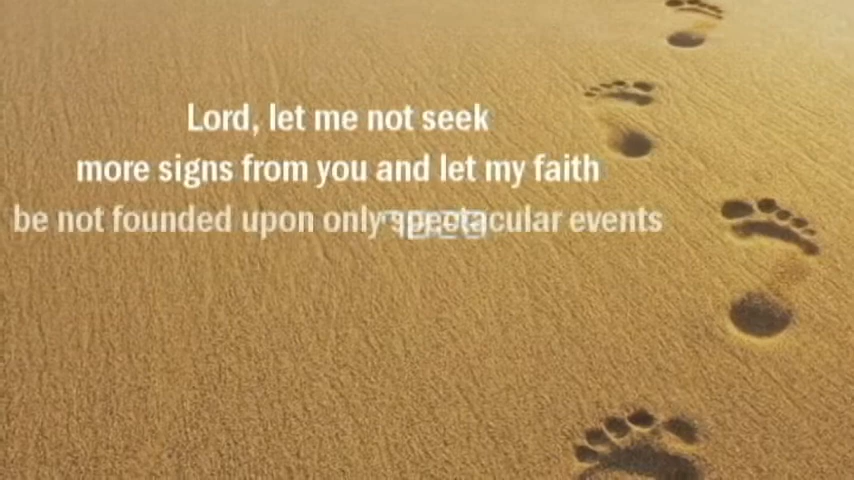 Lord, let me not seek
more signs from you and let my faith
be not founded upon only spectacular events